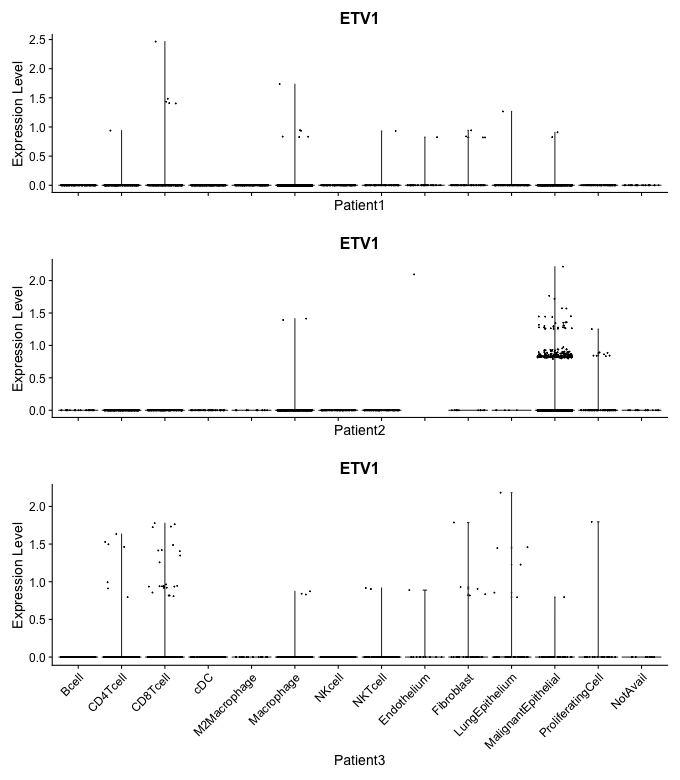 ETV1
Expression Level
2.5
2.0
1.5
1.0
0.5
0.0
Patient1
ETV1
Expression Level
2.0
1.5
1.0
0.5
0.0
Patient2
ETV1
Expression Level
2.0
1.5
1.0
0.5
0.0
Bcell
CD4Tcell
CD8Tcell
cDC
M2Macrophage
Macrophage
NKcell
NKTcell
Endothelium
Fibroblast
LungEpithelium
MalignantEpithelial
ProliferatingCell
NotAvail
Patient3